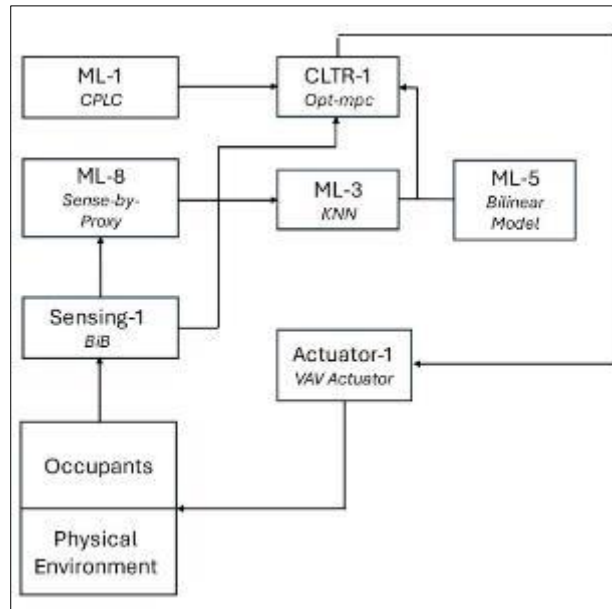 ML-1
CPLC
CLTR-1
Opt-mpc
ML-8
Sense-by-
Proxy
ML-3
KNN
ML-5
Bilinear
Model
Sensing-1
BiB
Actuator-1
VAV Actuator
Occupants
Physical
Environment